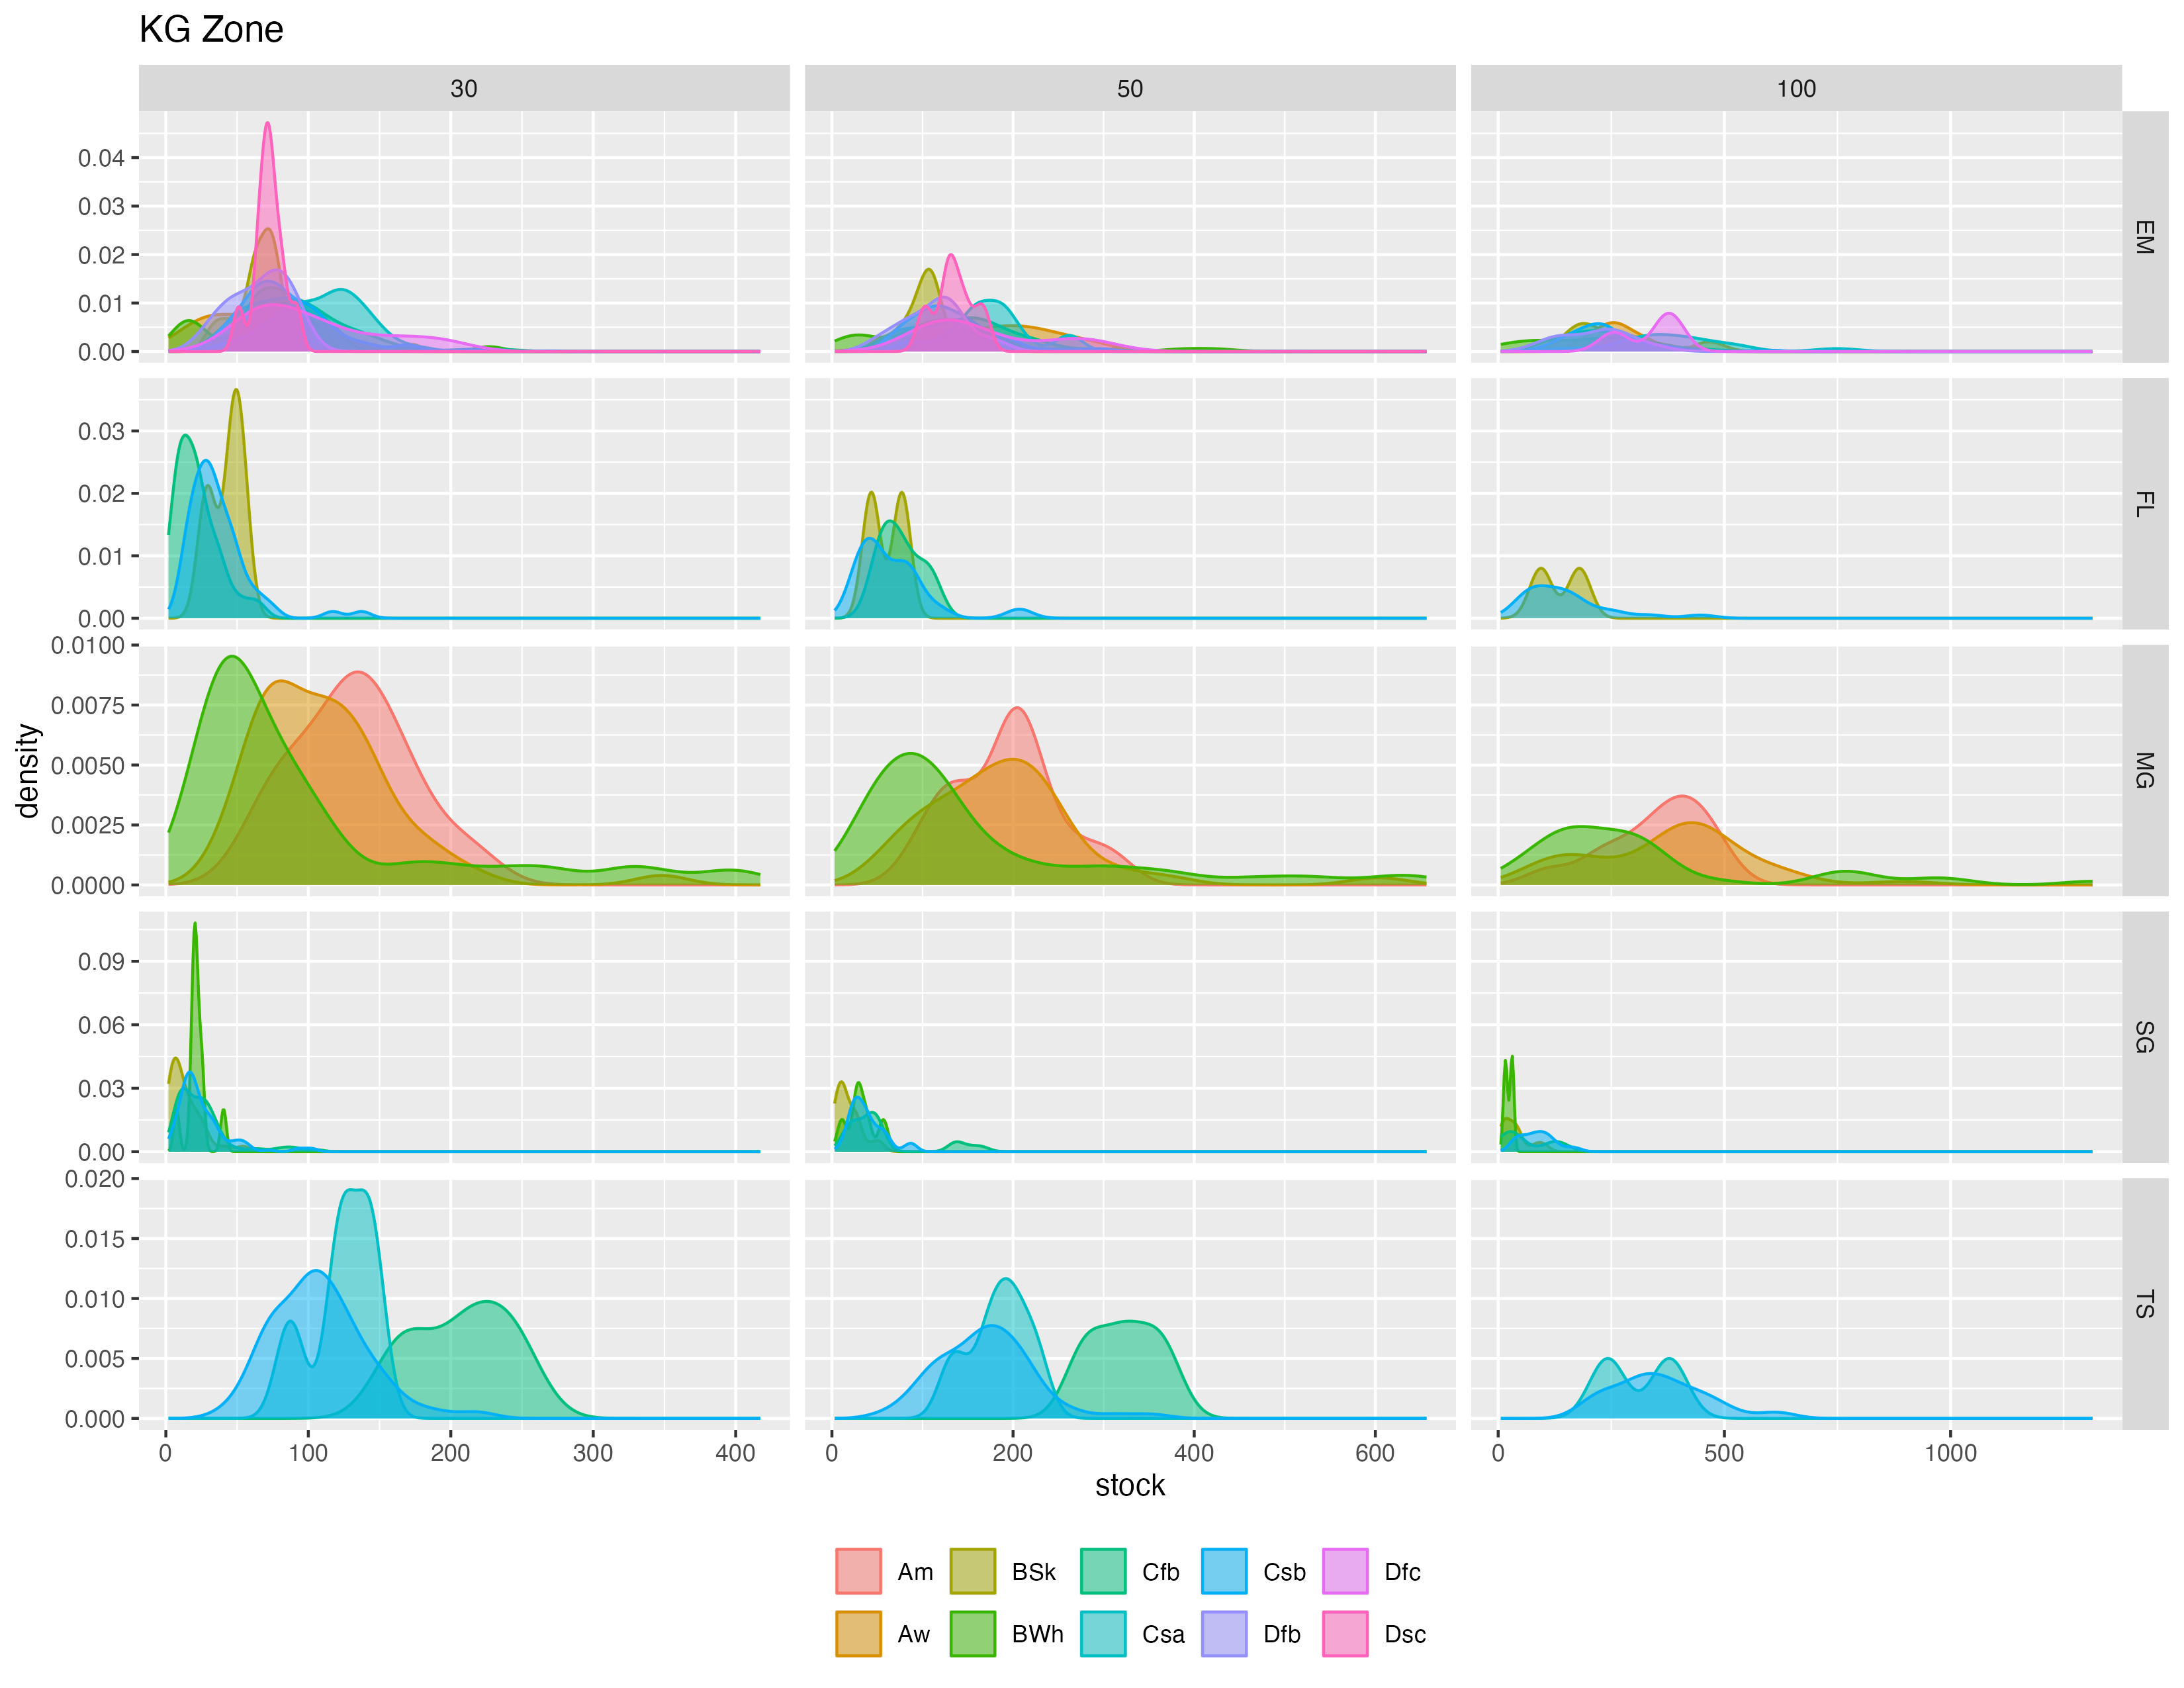 KG Zone
30 50 100
0.04
0.03
0.02
0.01
0.00
EM
0.03
0.02
0.01
0.00
FL
0.0100
0.0075
0.0050
0.0025
0.0000
MG
density
0.09
0.06
0.03
0.00
SG
0.020
0.015
0.010
0.005
0.000
TS
0 100 200 300 400 0 200 400 600 0 500 1000
stock
Am BSk Cfb Csb Dfc
Aw BWh Csa Dfb Dsc